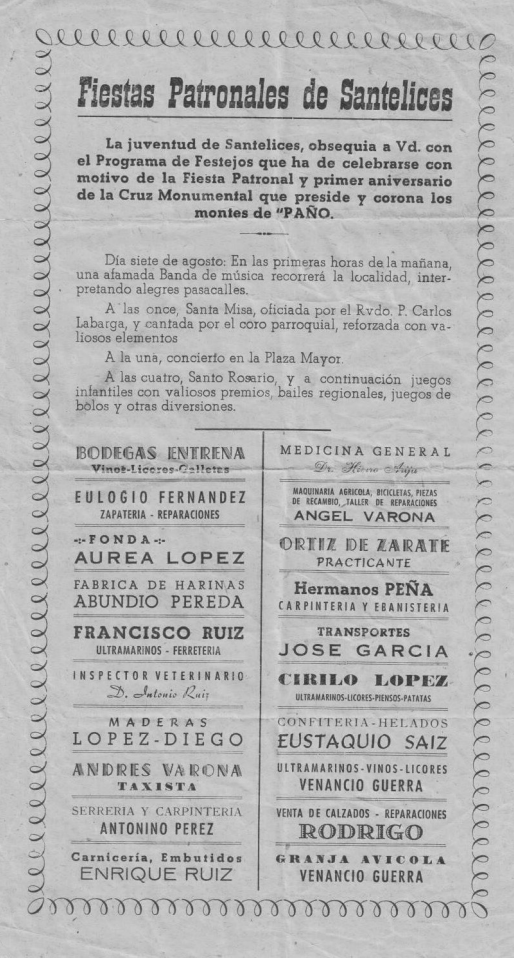 Fiestas Patronales de Santelices
La juventud de Santelices, obsequia a Vd. con
el Programa de Festejos que ha de celebrarse con
motivo de la Fiesta Patronal y primer aniversario
de la Cruz Monumental que preside y corona los
montes de "PAÑO.
Día siete de agosto: En las primeras horas de la mañana,
una afamada Banda de música recorrerá la localidad, inter-
pretando alegres pasacalles.
A las once, Santa Misa, oficiada por el Rvdo. P. Carlos
Labarga, y cantada por el coro parroquial, reforzada con va-
liosos elementos
A la una, concierto en la Plaza Mayor.
A las cuatro, Santo Rosario, y a continuación juegos
infantiles con valiosos premios, bailes regionales, juegos de
bolos y otras diversiones.
BODEGAS ENTRENA
Vinos-Licores-Galletas
EULOGIO FERNANDEZ
ZAPATERIA - REPARACIONES
-:- FONDA -:-
AUREA LOPEZ
FABRICA DE HARINAS
ABUNDIO PEREDA
FRANCISCO RUIZ
ULTRAMARINOS - FERRETERIA
INSPECTOR VETERINARIO
D. Antonio Ruiz
MADERAS
LOPEZ-DIEGO
ANDRES VARONA
TAXISTA
SERRERIA Y CARPINTERIA
ANTONINO PEREZ
Carnicería, Embutidos
ENRIQUE RUIZ
MEDICINA GENERAL
Dr.
MAQUINARIA AGRICOLA, BICICLETAS, PIEZAS
DE RECAMBIO, TALLER DE REPARACIONES
ANGEL VARONA
ORTIZ DE ZARATE
PRACTICANTE
Hermanos PEÑA
CARPINTERIA Y EBANISTERIA
TRANSPORTES
JOSE GARCIA
CIRILO LOPEZ
ULTRAMARINOS-LICORES-PIENSOS-PATATAS
CONFITERIA-HELADOS
EUSTAQUIO SAIZ
ULTRAMARINOS-VINOS-LICORES
VENANCIO GUERRA
VENTA DE CALZADOS - REPARACIONES
RODRIGO
GRANJA AVICOLA
VENANCIO GUERRA